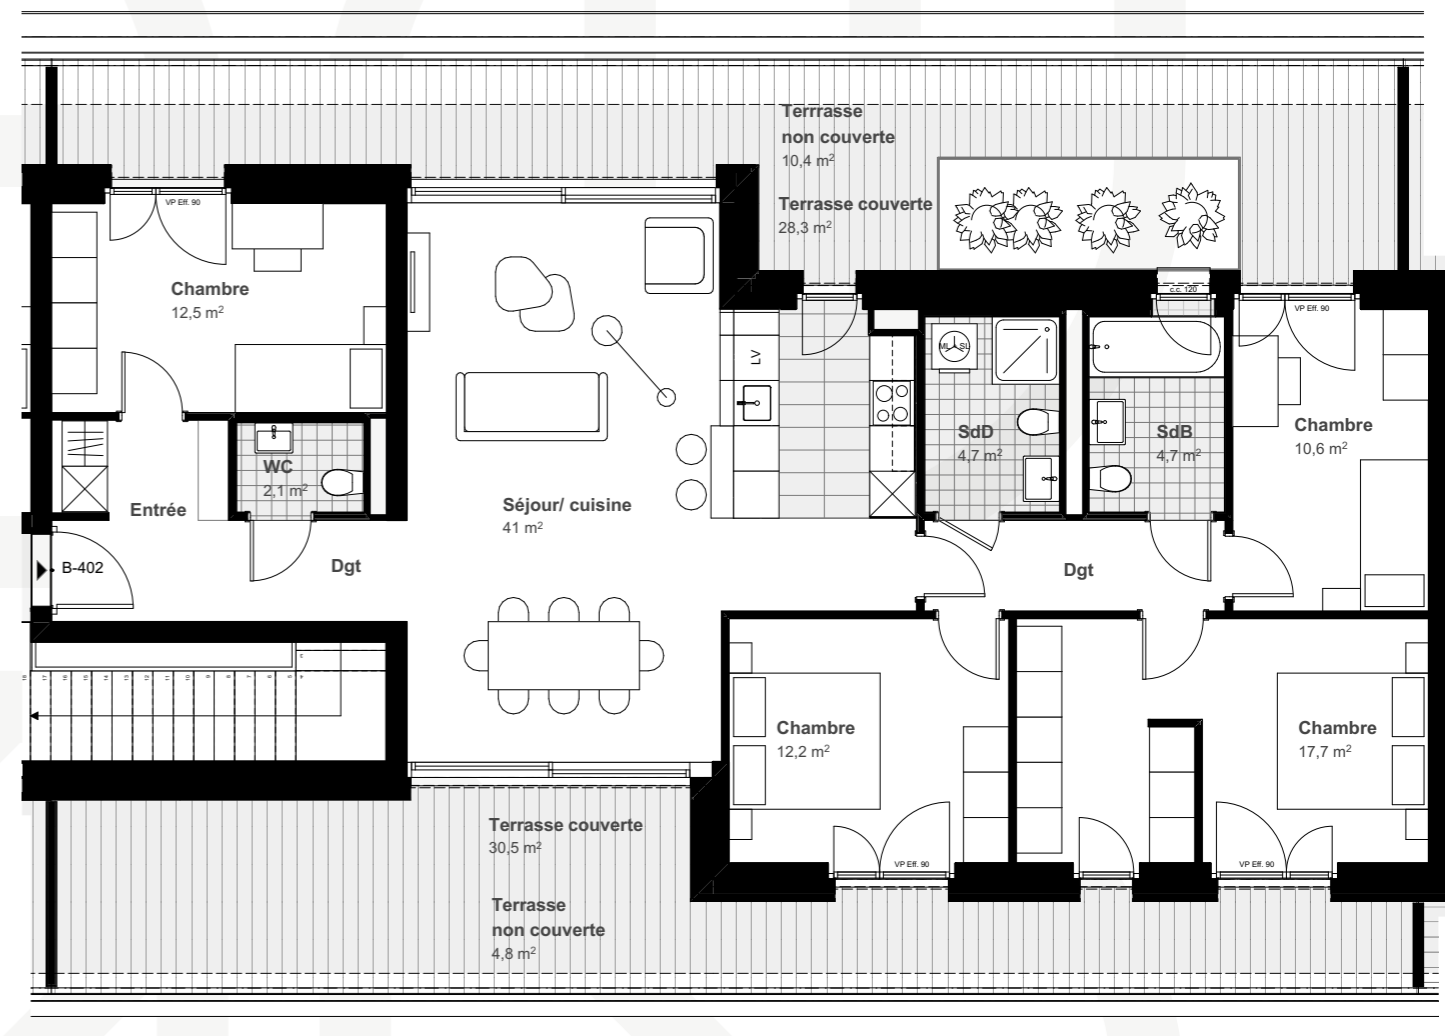 Terrrasse
non couverte
10,4 m²
Terrasse couverte
28,3 m²
VP Eff. 90
Chambre
12,5 m²
c.c. 120
VP Eff. 90
LV
ML
SL
SdD
4,7 m²
SdB
4,7 m²
Chambre
10,6 m²
WC
2,1 m²
Entrée
Séjour/ cuisine
41 m²
B-402
Dgt
Dgt
Chambre
12,2 m²
Chambre
17,7 m²
Terrasse couverte
30,5 m²
VP Eff. 90
VP Eff. 90
Terrasse
non couverte
4,8 m²